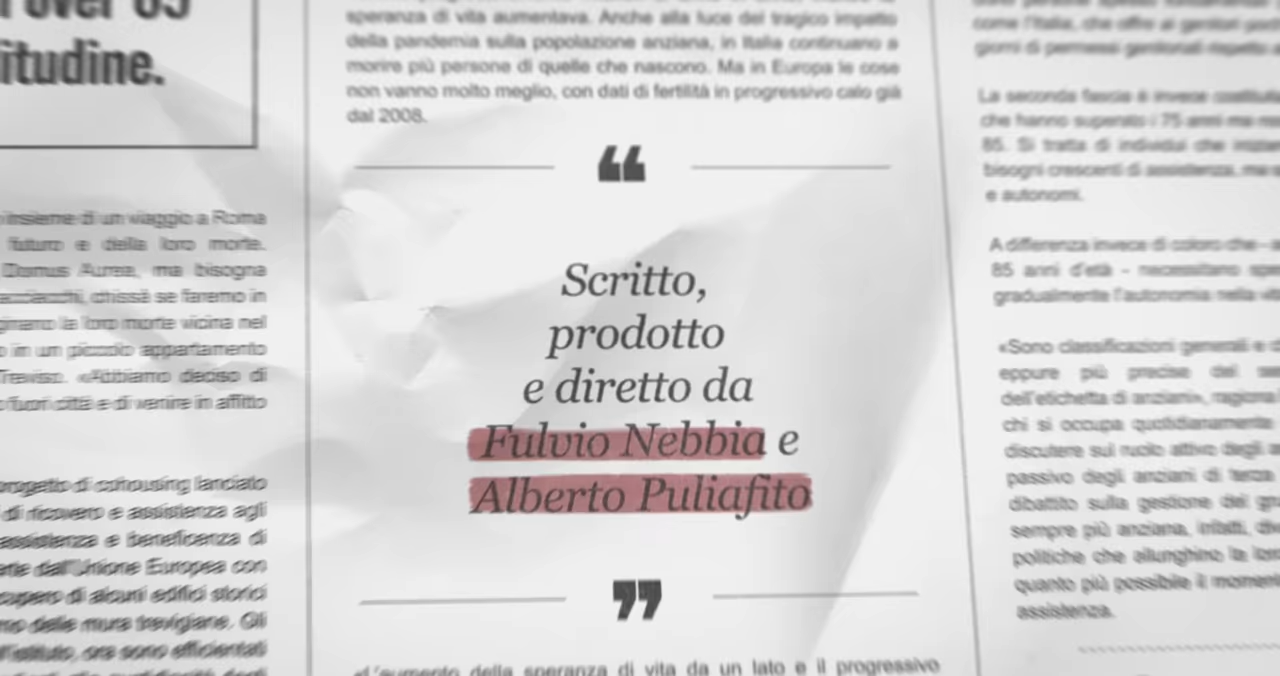 over 65
itudine.
insieme di un viaggio a Roma
futuro e della loro morte.
Domus Aurea, ma bisogna
acciacchi, chissà se faremo in
la loro morte vicina nel
in un piccolo appartamento
Treviso. «Abbiamo deciso di
fuori città e di venire in affitto
progetto di cohousing lanciato
di ricovero e assistenza agli
assistenza e beneficenza di
dall'Unione Europea con
di alcuni edifici storici
delle mura trevigiane. Gli
ora sono efficientati
speranza di vita aumentava. Anche alla luce del tragico impatto
della pandemia sulla popolazione anziana, in Italia continuano a
morire più persone di quelle che nascono. Ma in Europa le cose
non vanno molto meglio, con dati di fertilità in progressivo calo già
dal 2008.
❝
Scritto,
prodotto
e diretto da
Fulvio Nebbia e
Alberto Puliafito
❞
«L'aumento della speranza di vita da un lato e il progressivo
come l'Italia, che offre ai genitori
giorni di permessi genitoriali rispetto
La seconda fascia è invece
che hanno superato i 75 anni ma
85. Si tratta di individui che
bisogni crescenti di assistenza, ma
e autonomi.
A differenza invece di coloro che –
85 anni d'età – necessitano
gradualmente l'autonomia nella
«Sono classificazioni generali e
eppure più precise del
dell'etichetta di anziani», ragiona
chi si occupa quotidianamente
discutere sul ruolo attivo degli
passivo degli anziani di terza
dibattito sulla gestione dei
sempre più anziana, infatti,
politiche che allunghino la loro
quanto più possibile il momento
assistenza.